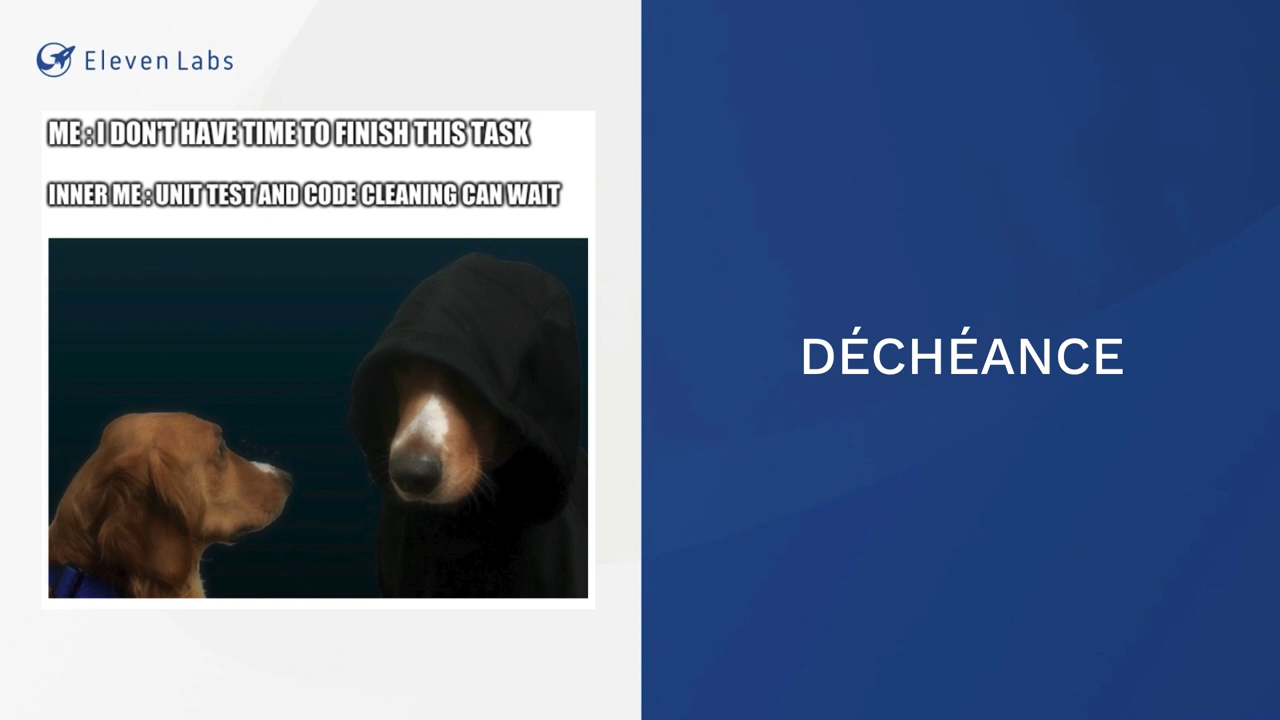 Eleven Labs
ME : I DON'T HAVE TIME TO FINISH THIS TASK
INNER ME : UNIT TEST AND CODE CLEANING CAN WAIT
DÉCHÉANCE